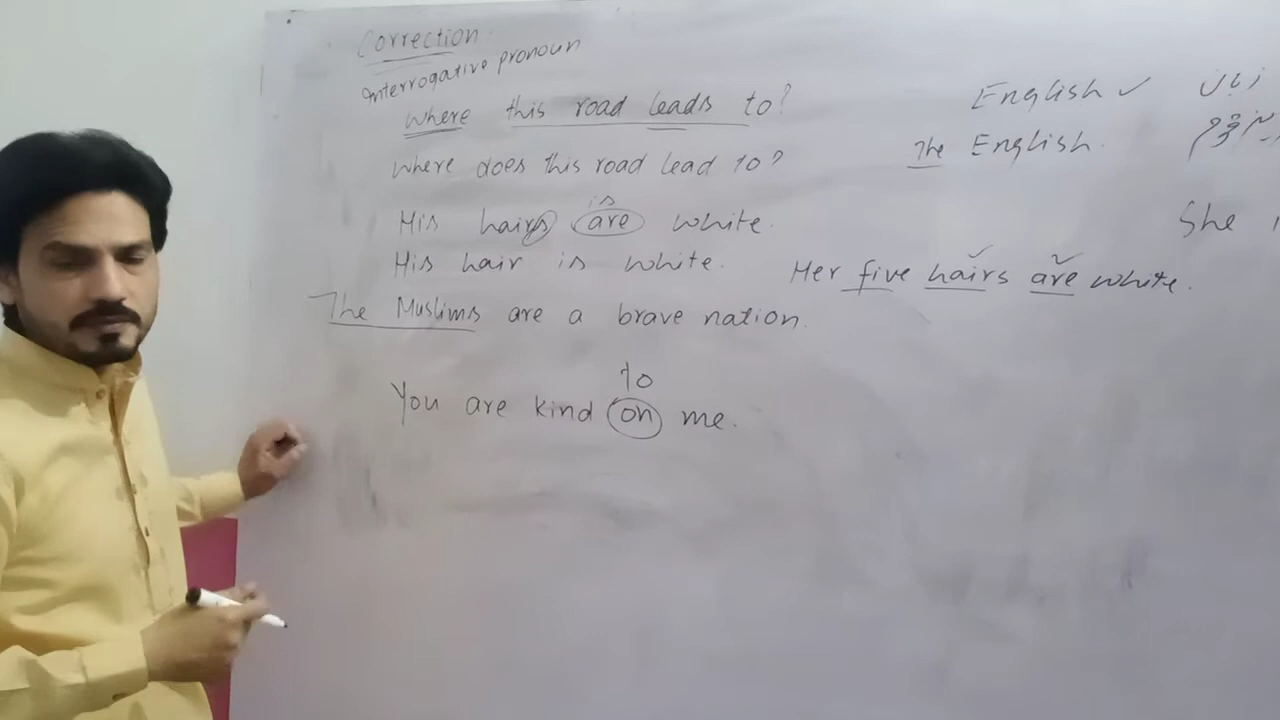 Correction
interrogative pronoun
Where this road leads to?
Where does this road lead to?
is
His hairs are white.
His hair is white.
The Muslims are a brave nation.
to
You are kind on me.
English ✓ زبان
The English. قوم
She
Her five hairs are white.